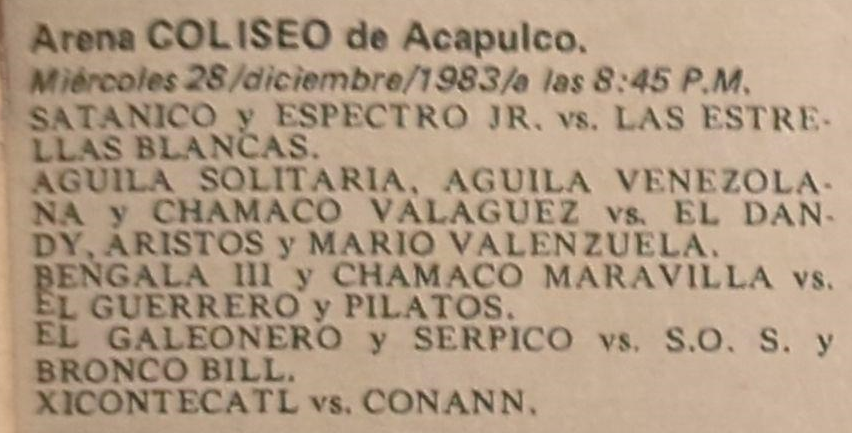 Arena COLISEO de Acapulco.
Miércoles 28/diciembre/1983/a las 8:45 P.M.
SATANICO y ESPECTRO JR. vs. LAS ESTRE-
LLAS BLANCAS.
AGUILA SOLITARIA, AGUILA VENEZOLA-
NA y CHAMACO VALAGUEZ vs. EL DAN-
DY, ARISTOS y MARIO VALENZUELA.
BENGALA III y CHAMACO MARAVILLA vs.
EL GUERRERO y PILATOS.
EL GALEONERO y SERPICO vs. S.O. S. y
BRONCO BILL.
XICONTECATL vs. CONANN.